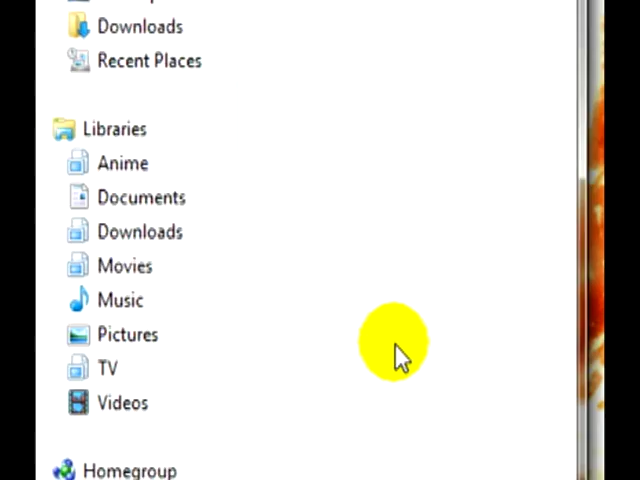 Downloads
Recent Places
Libraries
Anime
Documents
Downloads
Movies
Music
Pictures
TV
Videos
Homegroup